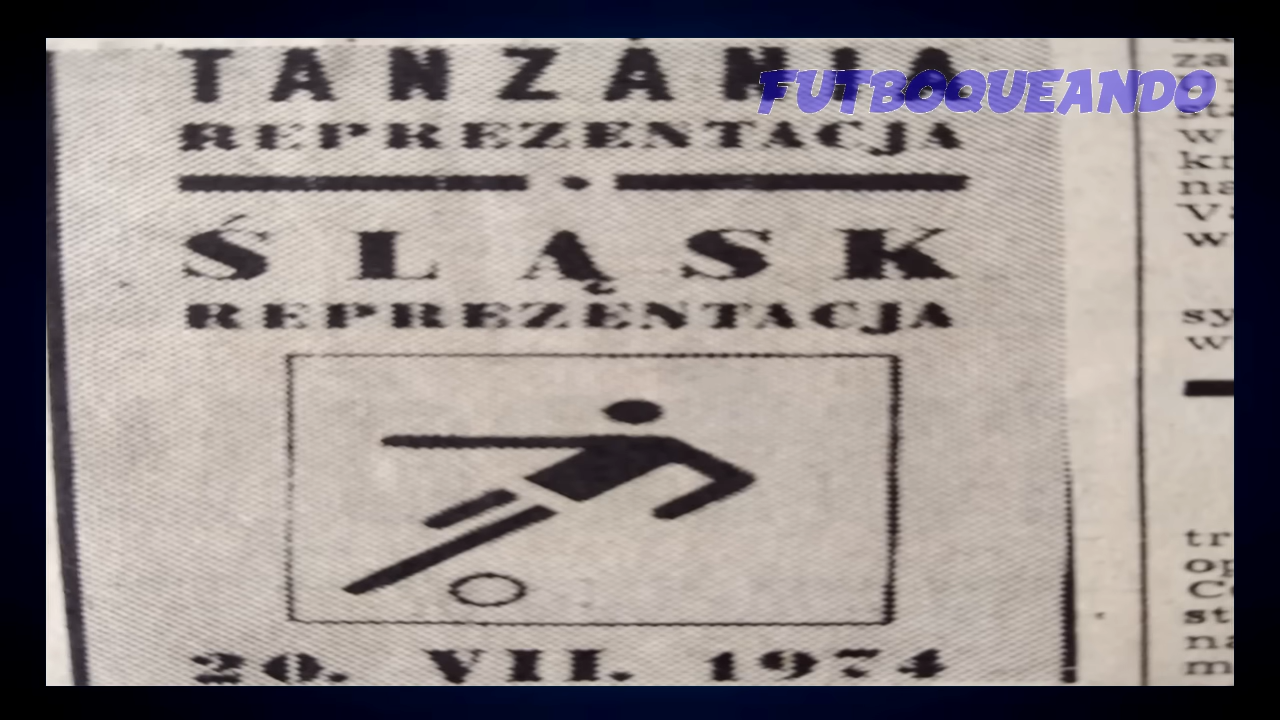 TANZANIA
FUTBOQUEANDO
REPREZENTACJA
ŚLĄSK
REPREZENTACJA
20. VII. 1974